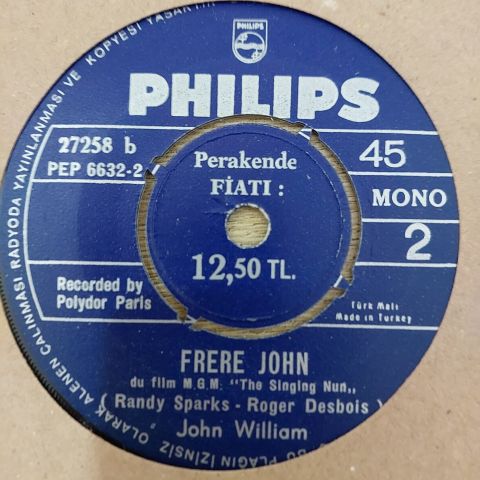 PHILIPS
PHILIPS
27258 b
PEP 6632-2
45
MONO
2
Perakende
FİATI :
12,50 TL.
Recorded by
Polydor Paris
Türk Malı
Made in Turkey
FRERE JOHN
du film M.G.M: "The Singing Nun,,
( Randy Sparks - Roger Desbois )
John William
PLAĞIN İZİNSİZ OLARAK ALENEN ÇALINMASI RADYODA YAYINLANMASI VE KOPYESİ YASAKTIR